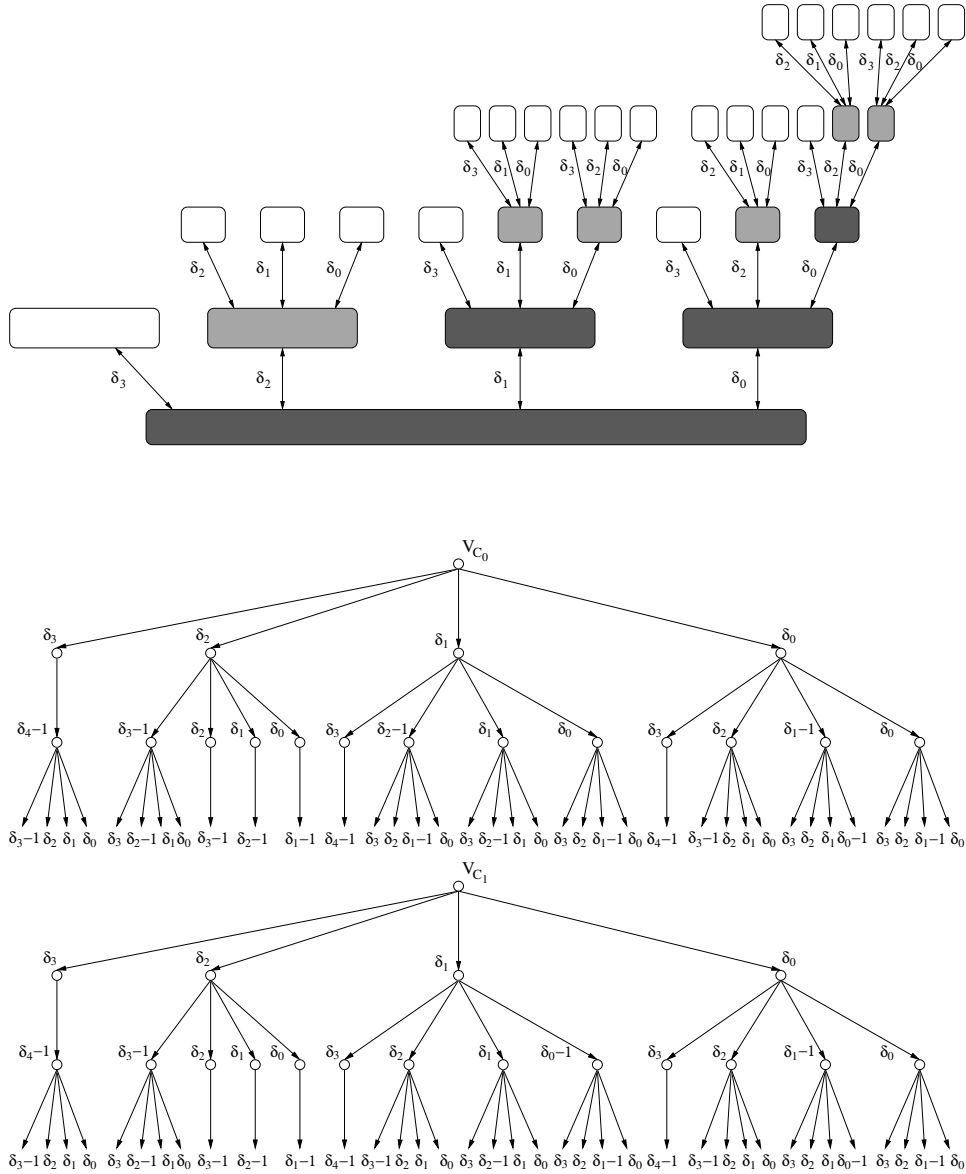 δ2 δ1 δ0 δ3 δ2 δ0
δ3 δ1 δ0 δ3 δ2 δ0 δ2 δ1 δ0 δ3 δ2 δ0
δ2 δ1 δ0 δ3 δ1 δ0 δ3 δ2 δ0
δ3 δ2 δ1 δ0
VC0
δ3 δ2 δ1 δ0
δ4−1 δ3−1 δ2 δ1 δ0 δ3 δ2−1 δ1 δ0 δ3 δ2 δ1−1 δ0
δ3−1 δ2 δ1 δ0 δ3 δ2−1 δ1 δ0 δ3−1 δ2−1 δ1−1 δ4−1 δ3 δ2 δ1−1 δ0 δ3 δ2−1 δ1 δ0 δ3 δ2 δ1−1 δ0 δ4−1 δ3−1 δ2 δ1 δ0 δ3 δ2 δ1 δ0−1 δ3 δ2 δ1−1 δ0
VC1
δ3 δ2 δ1 δ0
δ4−1 δ3−1 δ2 δ1 δ0 δ3 δ2 δ1 δ0−1 δ3 δ2 δ1−1 δ0
δ3−1 δ2 δ1 δ0 δ3 δ2−1 δ1 δ0 δ3−1 δ2−1 δ1−1 δ4−1 δ3−1 δ2 δ1 δ0 δ3 δ2−1 δ1 δ0 δ3 δ2 δ1−1 δ0 δ4−1 δ3−1 δ2 δ1 δ0 δ3 δ2 δ1 δ0−1 δ3 δ2 δ1−1 δ0